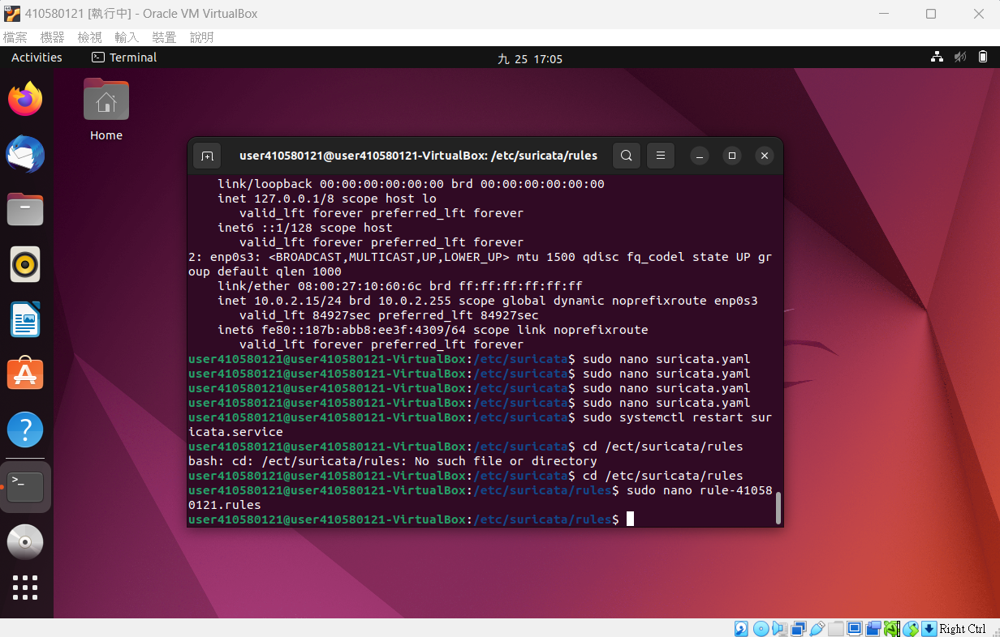 410580121 [執行中] - Oracle VM VirtualBox
檔案 機器 檢視 輸入 裝置 說明
Activities Terminal 九 25 17:05
Home
user410580121@user410580121-VirtualBox: /etc/suricata/rules
link/loopback 00:00:00:00:00:00 brd 00:00:00:00:00:00
inet 127.0.0.1/8 scope host lo
valid_lft forever preferred_lft forever
inet6 ::1/128 scope host
valid_lft forever preferred_lft forever
2: enp0s3: <BROADCAST,MULTICAST,UP,LOWER_UP> mtu 1500 qdisc fq_codel state UP gr
oup default qlen 1000
link/ether 08:00:27:10:60:6c brd ff:ff:ff:ff:ff:ff
inet 10.0.2.15/24 brd 10.0.2.255 scope global dynamic noprefixroute enp0s3
valid_lft 84927sec preferred_lft 84927sec
inet6 fe80::187b:abb8:ee3f:4309/64 scope link noprefixroute
valid_lft forever preferred_lft forever
user410580121@user410580121-VirtualBox:/etc/suricata$ sudo nano suricata.yaml
user410580121@user410580121-VirtualBox:/etc/suricata$ sudo nano suricata.yaml
user410580121@user410580121-VirtualBox:/etc/suricata$ sudo nano suricata.yaml
user410580121@user410580121-VirtualBox:/etc/suricata$ sudo nano suricata.yaml
user410580121@user410580121-VirtualBox:/etc/suricata$ sudo systemctl restart sur
icata.service
user410580121@user410580121-VirtualBox:/etc/suricata$ cd /ect/suricata/rules
bash: cd: /ect/suricata/rules: No such file or directory
user410580121@user410580121-VirtualBox:/etc/suricata$ cd /etc/suricata/rules
user410580121@user410580121-VirtualBox:/etc/suricata/rules$ sudo nano rule-41058
0121.rules
user410580121@user410580121-VirtualBox:/etc/suricata/rules$
Right Ctrl